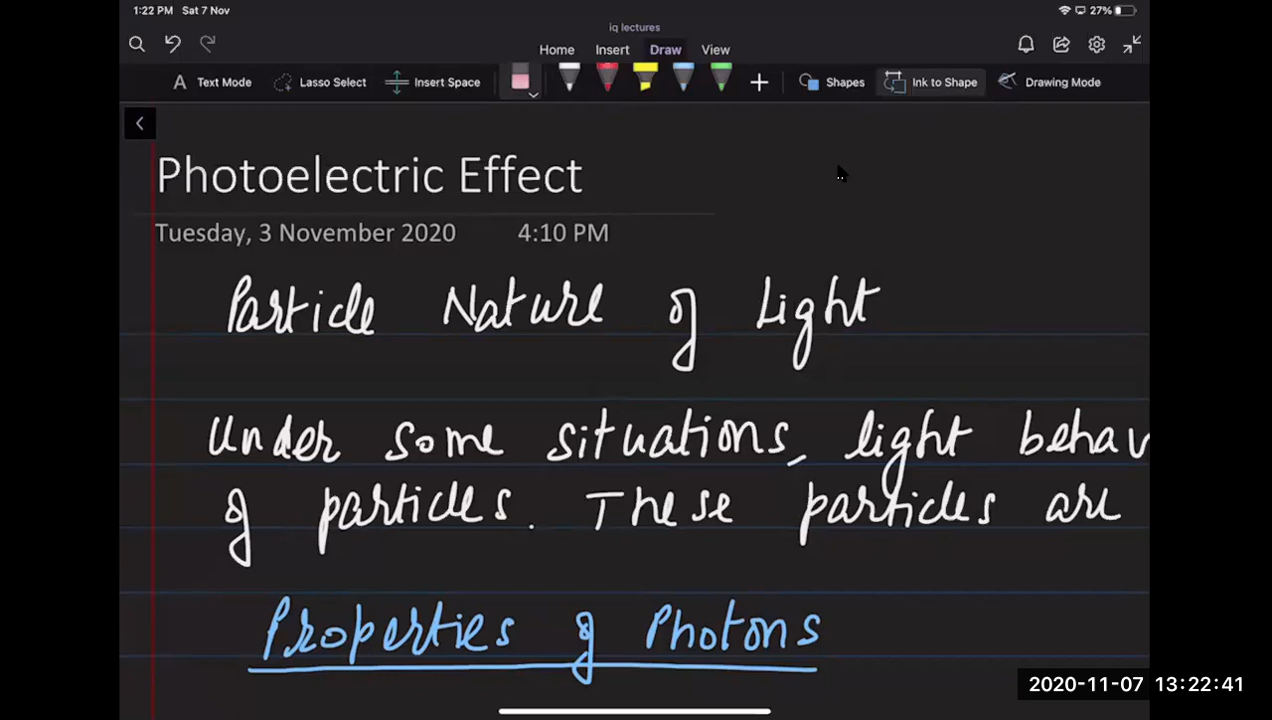 1:22 PM Sat 7 Nov
27%
iq lectures
Home Insert Draw View
Text Mode Lasso Select Insert Space Shapes Ink to Shape Drawing Mode
Photoelectric Effect
Tuesday, 3 November 2020 4:10 PM
Particle Nature of Light
Under some situations, light behav
of particles. These particles are
Properties of Photons
2020-11-07 13:22:41